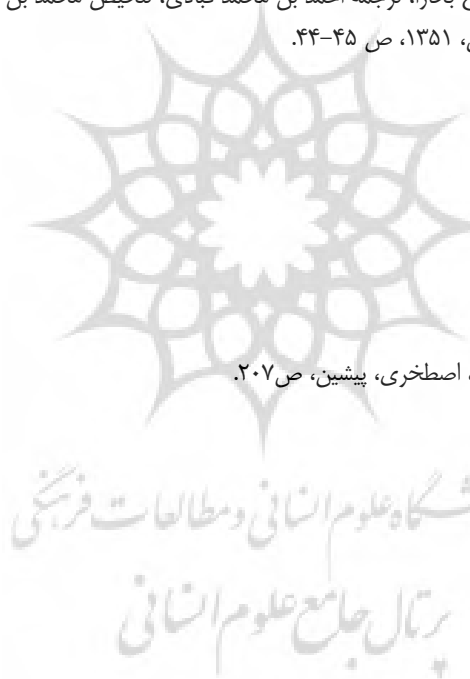 بخارا، ترجمه احمد بن محمد قبادی، تلخیص محمد بن
۱۳۵۱، ص ۴۵-۴۴.
اصطخری، پیشین، ص۲۰۷.
علوم انسانی و مطالعات فرهنگی
پرتال جامع علوم انسانی